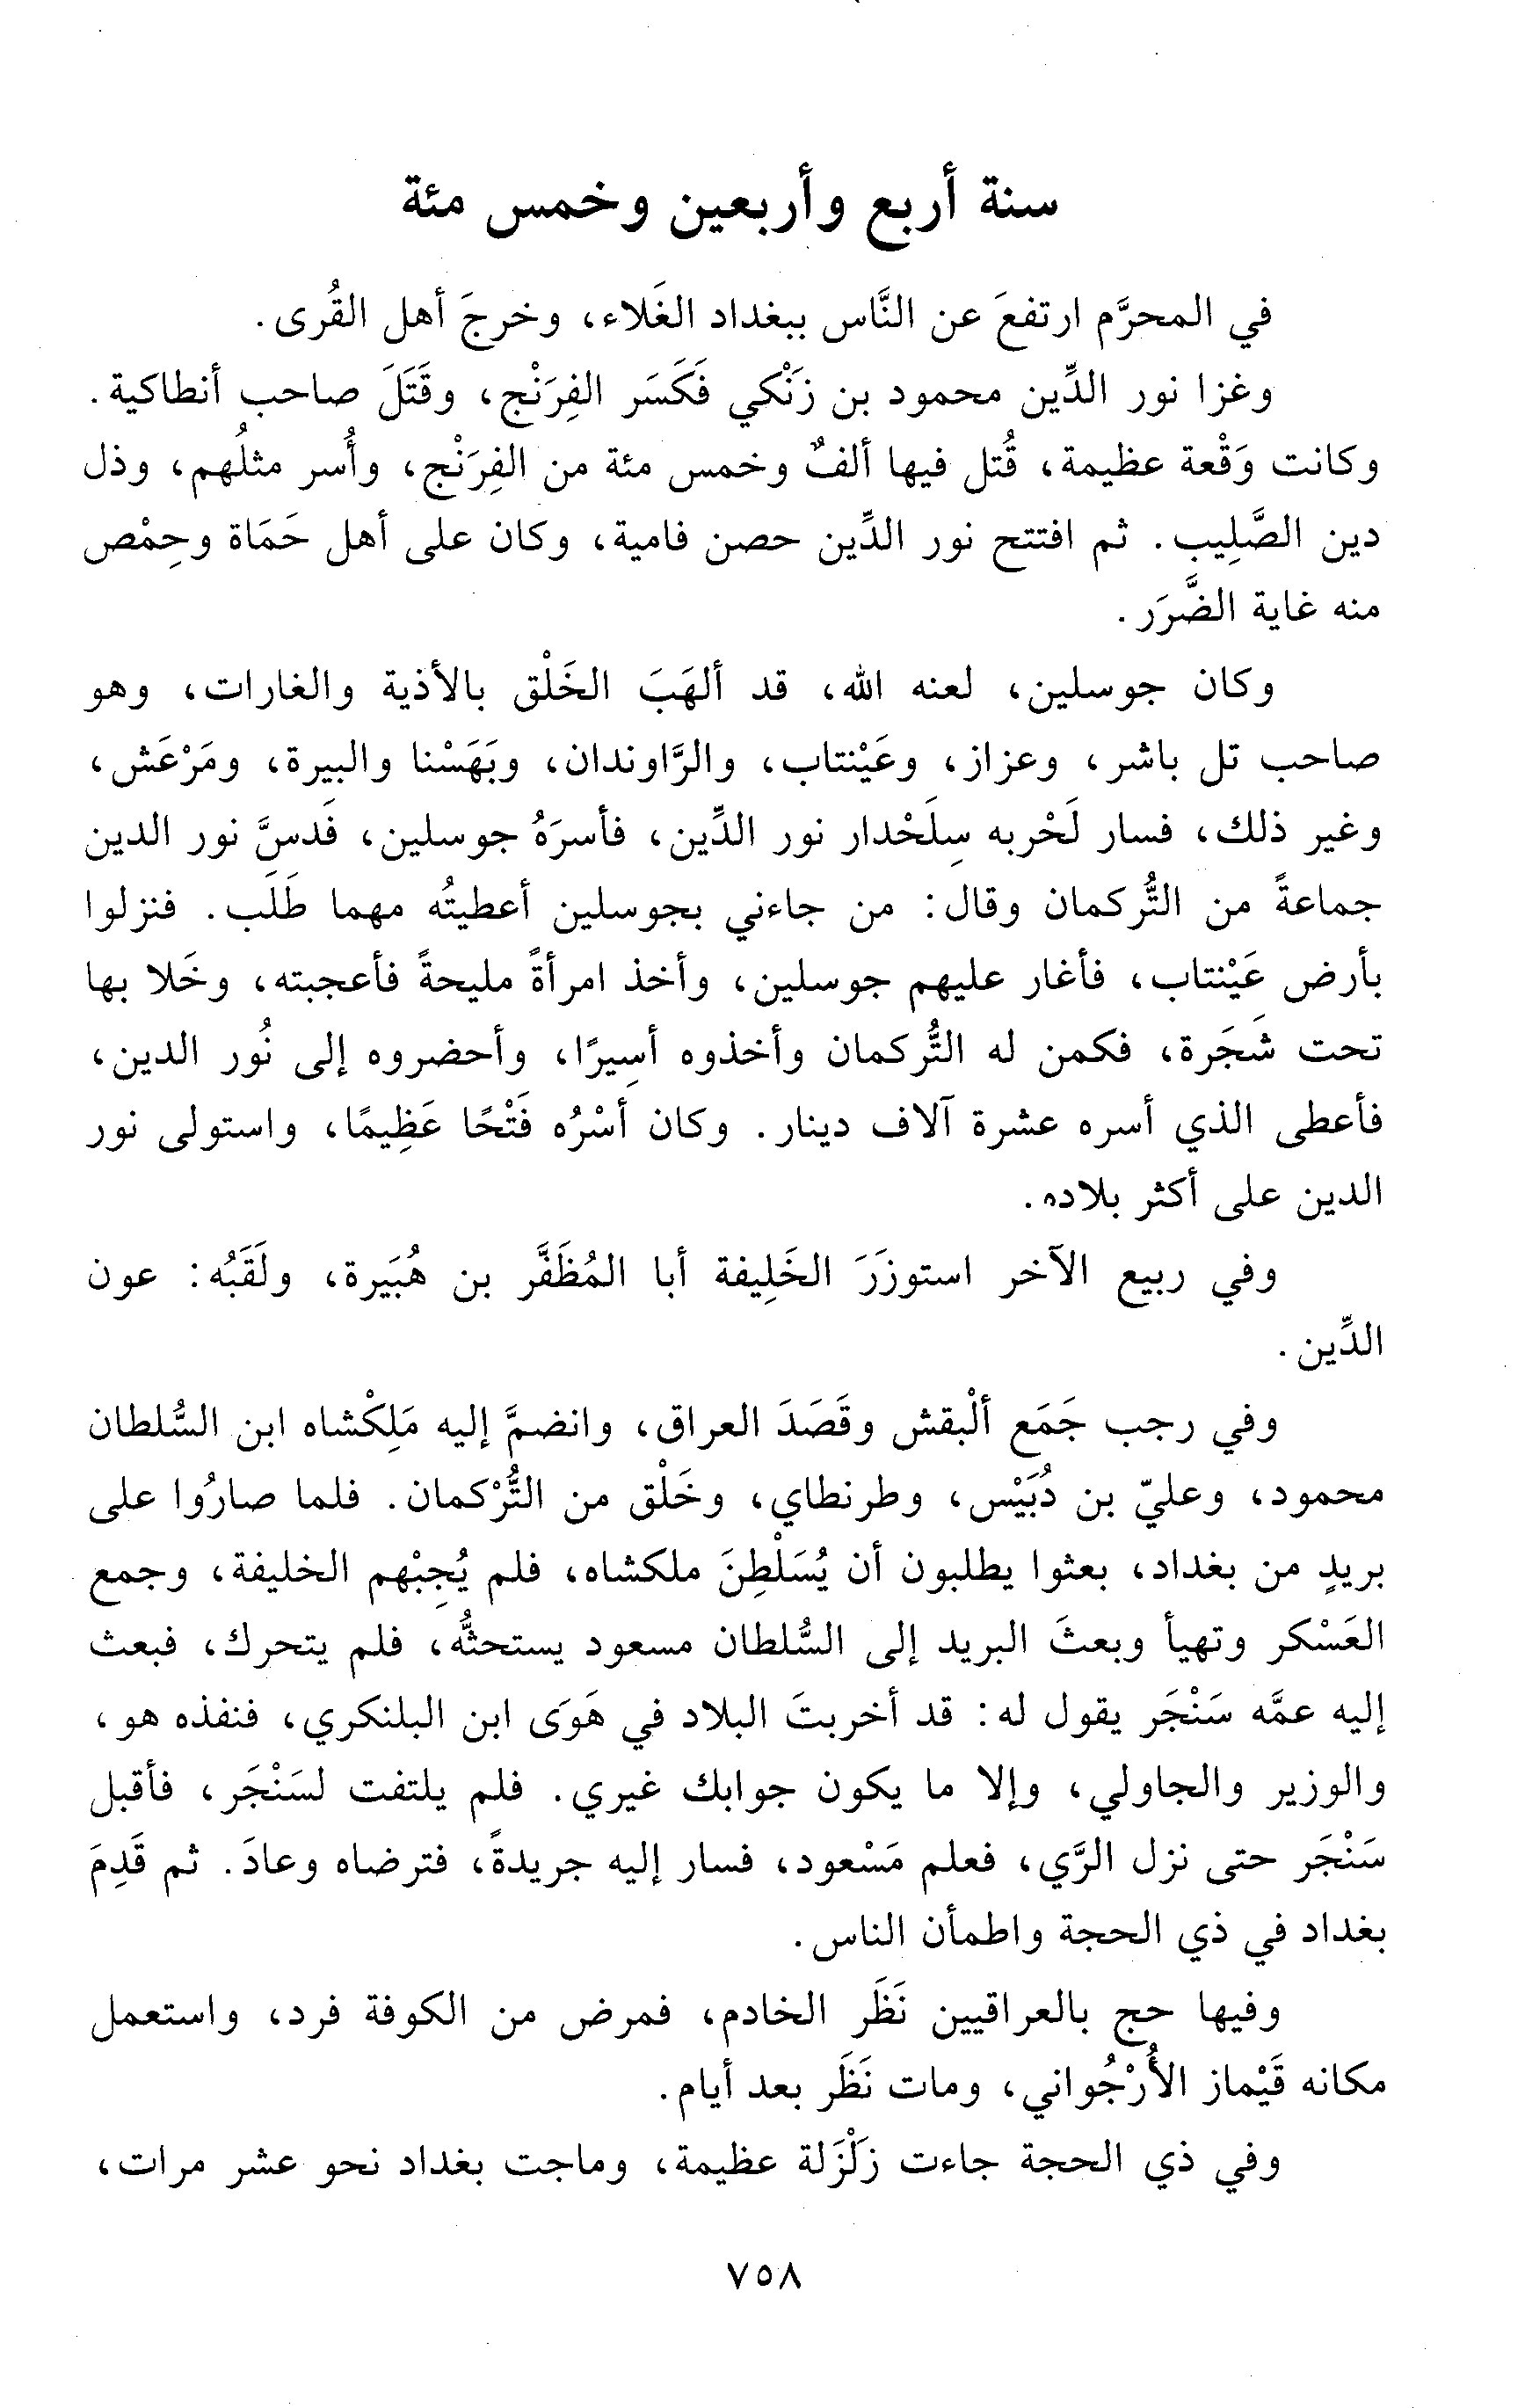 سنة أربع وأربعين وخمس مئة
في المحرَّم ارتفعَ عن النَّاس ببغداد الغَلاء، وخرجَ أهل القُرى.
وغزا نور الدِّين محمود بن زَنْكي فَكَسَر الفِرَنْج، وقَتَلَ صاحب أنطاكية.
وكانت وَقْعة عظيمة، قُتل فيها ألفٌ وخمس مئة من الفِرَنْج، وأُسر مثلُهم، وذل
دين الصَّلِيب. ثم افتتح نور الدِّين حصن فامية، وكان على أهل حَمَاة وحِمْص
منه غاية الضَّرَر.
وكان جوسلين، لعنه الله، قد ألهَبَ الخَلْق بالأذية والغارات، وهو
صاحب تل باشر، وعزاز، وعَيْنتاب، والرَّاوندان، وبَهَسْنا والبيرة، ومَرْعَش،
وغير ذلك، فسار لَحْربه سِلَحْدار نور الدِّين، فأسرَهُ جوسلين، فَدسَّ نور الدين
جماعةً من التُّركمان وقال: من جاءني بجوسلين أعطيتُه مهما طَلَب. فنزلوا
بأرض عَيْنتاب، فأغار عليهم جوسلين، وأخذ امرأةً مليحةً فأعجبته، وخَلا بها
تحت شَجَرة، فكمن له التُّركمان وأخذوه أسِيرًا، وأحضروه إلى نُور الدين،
فأعطى الذي أسره عشرة آلاف دينار. وكان أسْرُه فَتْحًا عَظِيمًا، واستولى نور
الدين على أكثر بلاده.
وفي ربيع الآخر استوزَرَ الخَلِيفة أبا المُظَفَّر بن هُبَيرة، ولَقَبُه: عون
الدِّين.
وفي رجب جَمَع ألْبقش وقَصَدَ العراق، وانضمَّ إليه مَلِكْشاه ابن السُّلطان
محمود، وعليّ بن دُبَيْس، وطرنطاي، وخَلْق من التُّرْكمان. فلما صارُوا على
بريدٍ من بغداد، بعثوا يطلبون أن يُسَلْطِنَ ملكشاه، فلم يُجِبْهم الخليفة، وجمع
العَسْكر وتهيأ وبعثَ البريد إلى السُّلطان مسعود يستحثُّه، فلم يتحرك، فبعث
إليه عمَّه سَنْجَر يقول له: قد أخربتَ البلاد في هَوَى ابن البلنكري، فنفذه هو،
والوزير والجاولي، وإلا ما يكون جوابك غيري. فلم يلتفت لسَنْجَر، فأقبل
سَنْجَر حتى نزل الرَّي، فعلم مَسْعود، فسار إليه جريدةً، فترضاه وعادَ. ثم قَدِمَ
بغداد في ذي الحجة واطمأن الناس.
وفيها حج بالعراقيين نَظَر الخادم، فمرض من الكوفة فرد، واستعمل
مكانه قَيْماز الأُرْجُواني، ومات نَظَر بعد أيام.
وفي ذي الحجة جاءت زَلْزَلة عظيمة، وماجت بغداد نحو عشر مرات،
٧٥٨